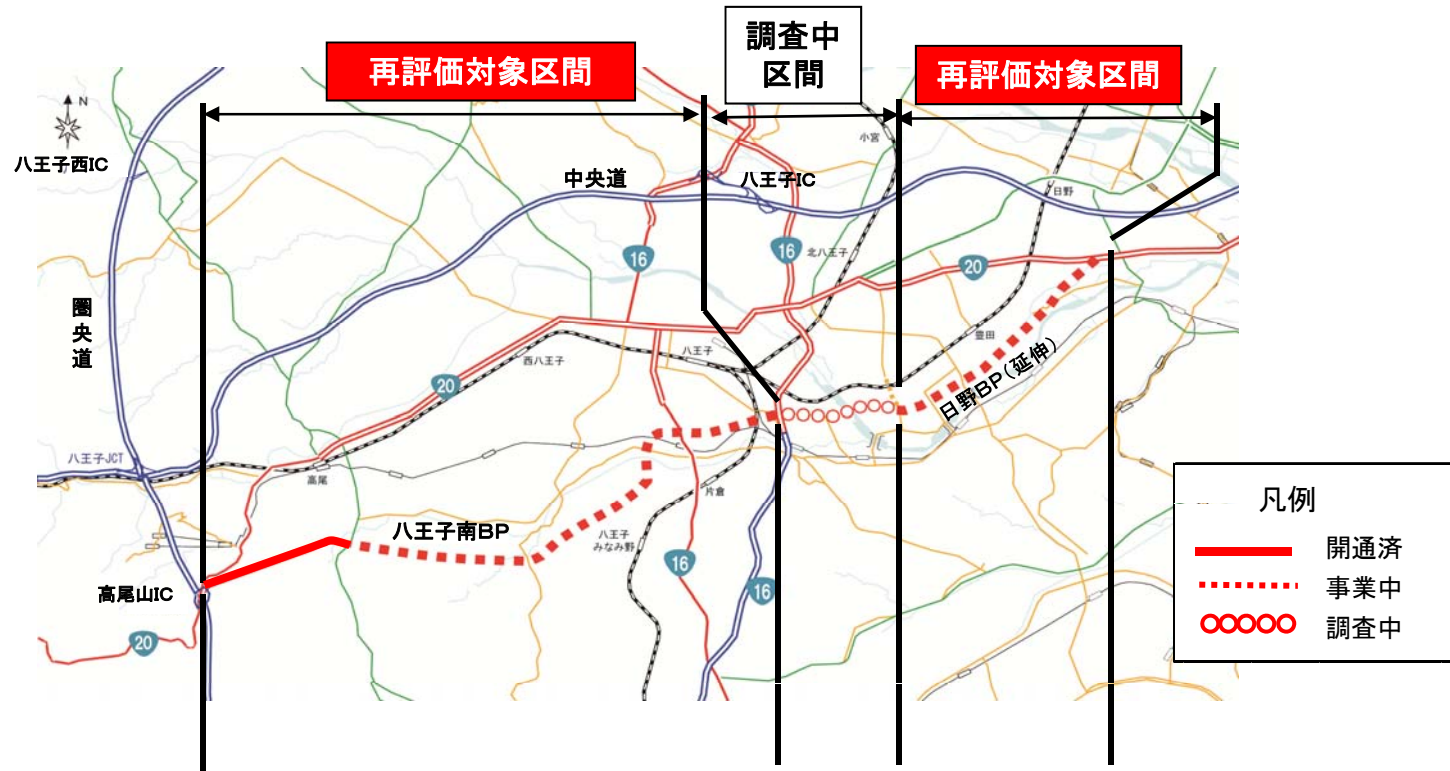 再評価対象区間
調査中
区間
再評価対象区間
N
八王子西IC
中央道
八王子IC
小宮
日野
16
16
北八王子
20
圏
央
道
西八王子
八王子
豊田
20
日野BP(延伸)
八王子JCT
高尾
片倉
八王子南BP
八王子
みなみ野
16
16
高尾山IC
20
凡例
開通済
事業中
調査中